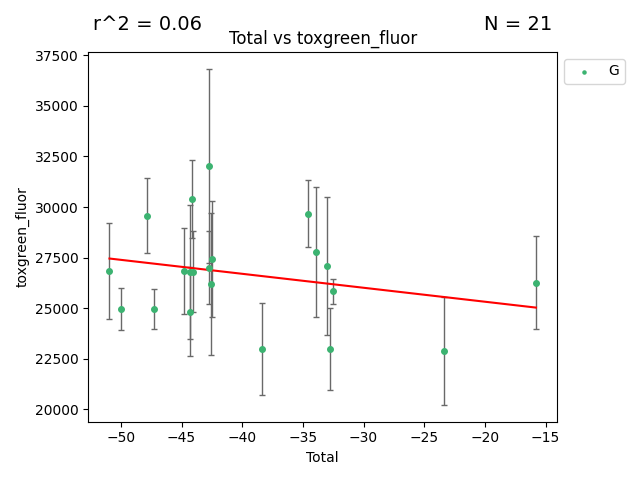 r^2 = 0.06
N = 21
Total vs toxgreen_fluor
G
37500
35000
32500
30000
27500
25000
22500
20000
toxgreen_fluor
−50
−45
−40
−35
−30
−25
−20
−15
Total